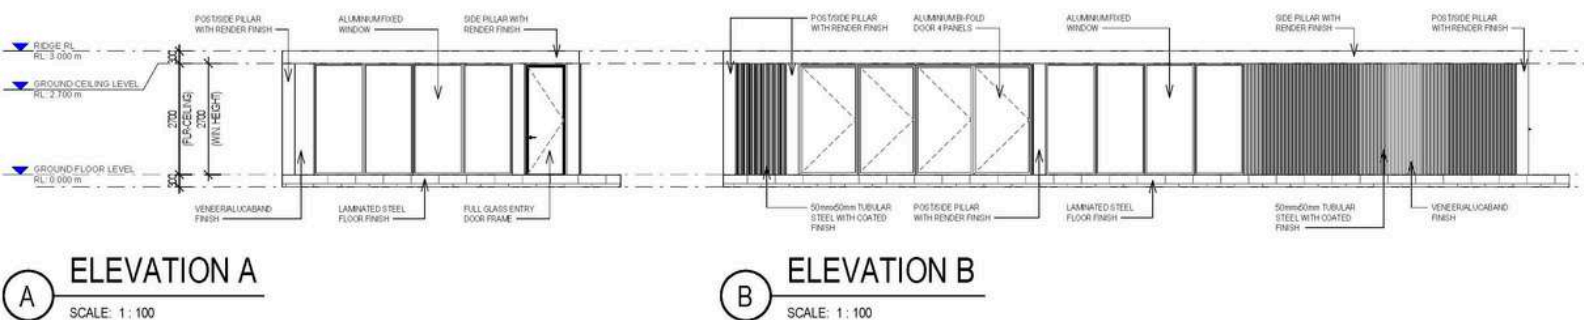 POST/SIDE PILLAR
WITH RENDER FINISH
ALUMINIUM FIXED
WINDOW
SIDE PILLAR WITH
RENDER FINISH
RIDGE RL
RL: 3.000 m
GROUND CEILING LEVEL
RL: 2.700 m
GROUND FLOOR LEVEL
RL: 0.000 m
300
2700
(FLR-CEILING)
2700
(WIN. HEIGHT)
300
VENEER/ALUCABAND
FINISH
LAMINATED STEEL
FLOOR FINISH
FULL GLASS ENTRY
DOOR FRAME
A
ELEVATION A
SCALE: 1 : 100
POST/SIDE PILLAR
WITH RENDER FINISH
ALUMINIUM BI-FOLD
DOOR 4 PANELS
ALUMINIUM FIXED
WINDOW
SIDE PILLAR WITH
RENDER FINISH
POST/SIDE PILLAR
WITH RENDER FINISH
50mmx50mm TUBULAR
STEEL WITH COATED
FINISH
POST/SIDE PILLAR
WITH RENDER FINISH
LAMINATED STEEL
FLOOR FINISH
50mmx50mm TUBULAR
STEEL WITH COATED
FINISH
VENEER/ALUCABAND
FINISH
B
ELEVATION B
SCALE: 1 : 100